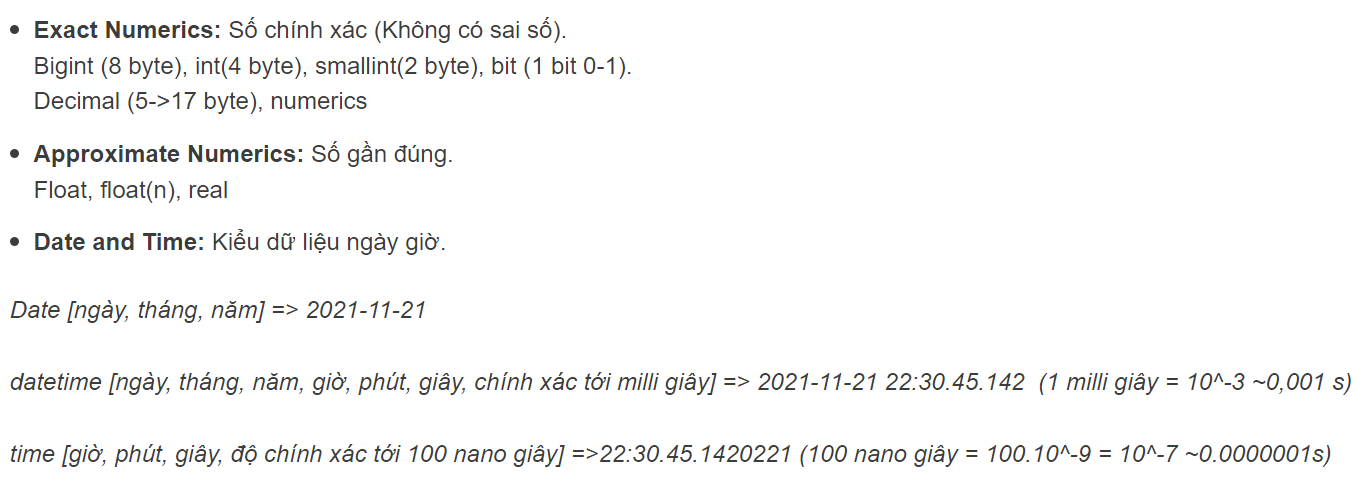 • Exact Numerics: Số chính xác (Không có sai số).
Bigint (8 byte), int(4 byte), smallint(2 byte), bit (1 bit 0-1).
Decimal (5->17 byte), numerics
• Approximate Numerics: Số gần đúng.
Float, float(n), real
• Date and Time: Kiểu dữ liệu ngày giờ.
Date [ngày, tháng, năm] => 2021-11-21
datetime [ngày, tháng, năm, giờ, phút, giây, chính xác tới milli giây] => 2021-11-21 22:30.45.142 (1 milli giây = 10^-3 ~0,001 s)
time [giờ, phút, giây, độ chính xác tới 100 nano giây] =>22:30.45.1420221 (100 nano giây = 100.10^-9 = 10^-7 ~0.0000001s)